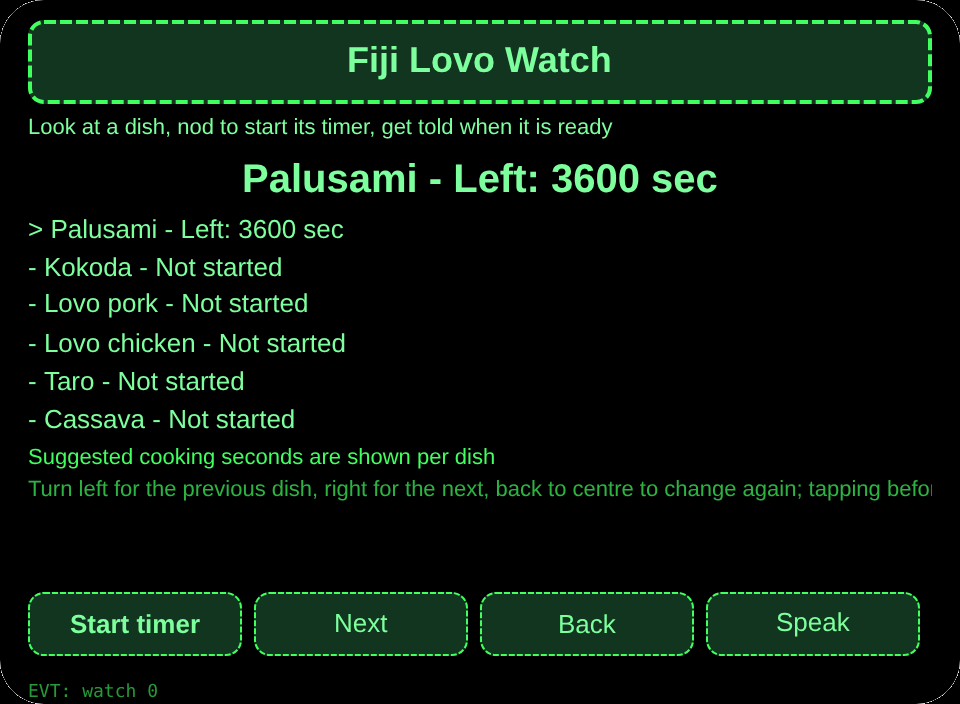 Fiji Lovo Watch
Look at a dish, nod to start its timer, get told when it is ready
Palusami - Left: 3600 sec
> Palusami - Left: 3600 sec
- Kokoda - Not started
- Lovo pork - Not started
- Lovo chicken - Not started
- Taro - Not started
- Cassava - Not started
Suggested cooking seconds are shown per dish
Turn left for the previous dish, right for the next, back to centre to change again; tapping
Start timer
Next
Back
Speak
EVT: watch 0